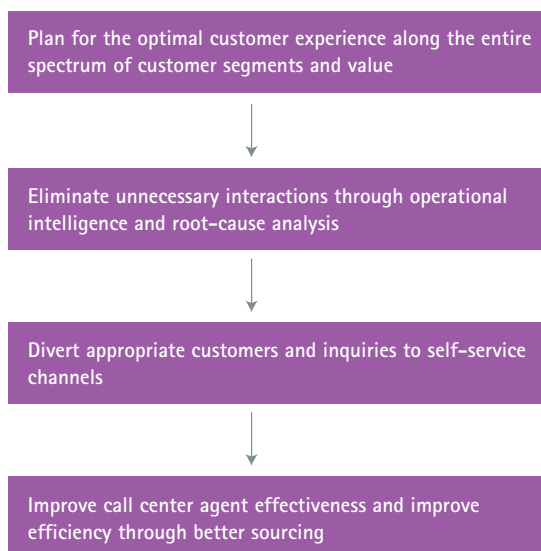 Plan for the optimal customer experience along the entire
spectrum of customer segments and value
Eliminate unnecessary interactions through operational
intelligence and root-cause analysis
Divert appropriate customers and inquiries to self-service
channels
Improve call center agent effectiveness and improve
efficiency through better sourcing